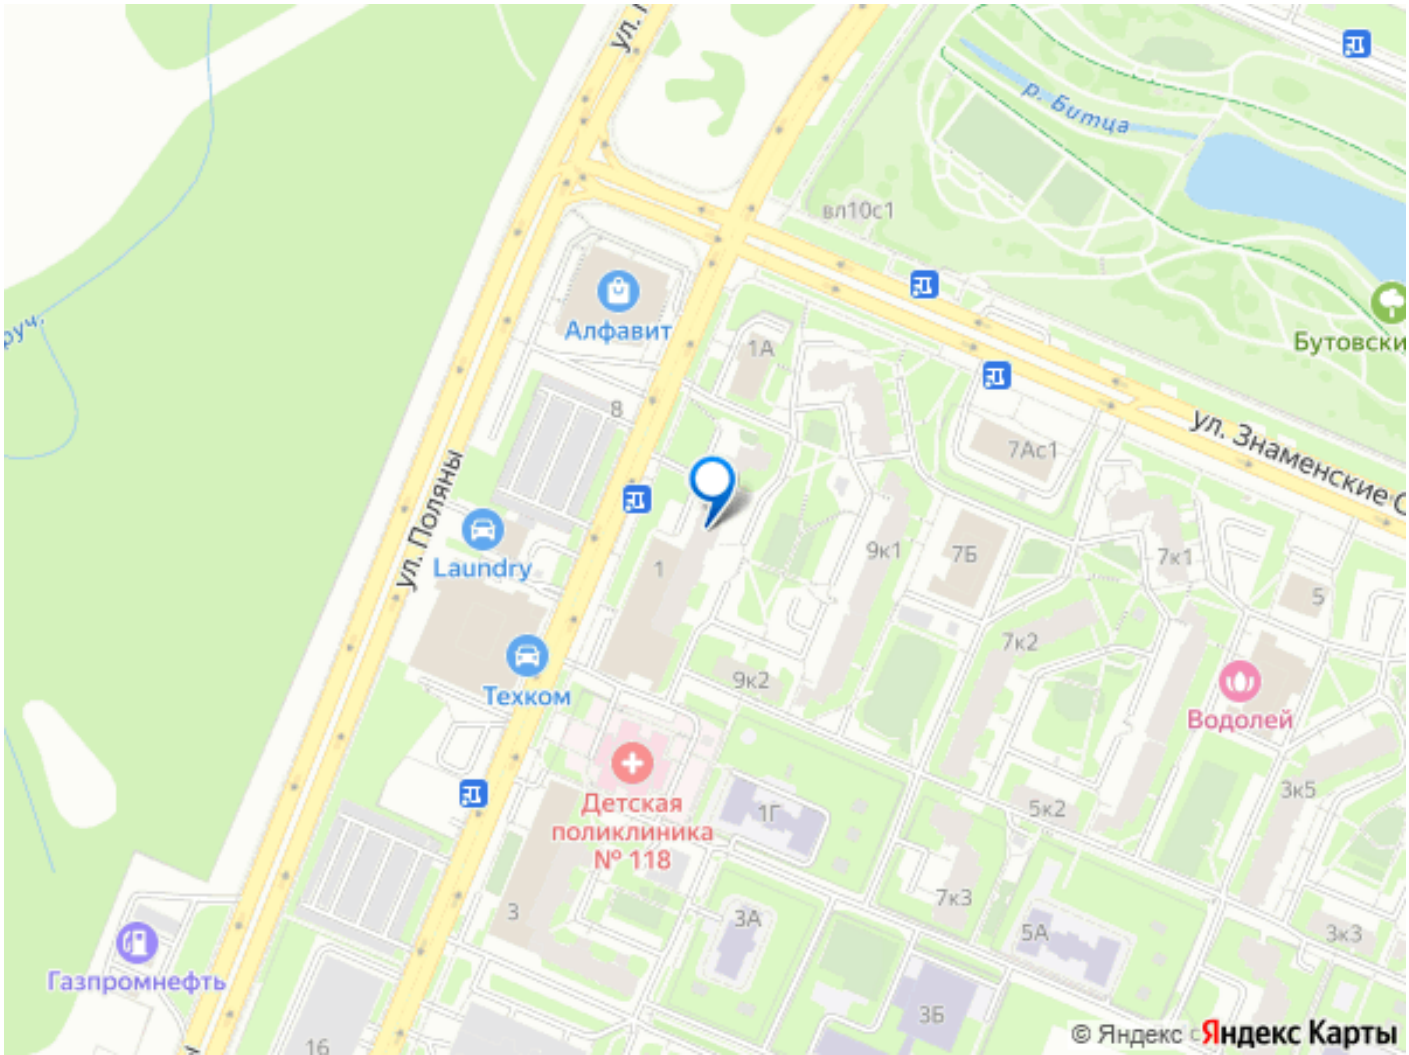 ул. П
р. Битца
вл10с1
Алфавит
Бутовски
руч.
1А
8
ул. Знаменские С
7Ас1
ул. Поляны
Laundry
1
9к1
7Б
7к1
5
7к2
9к2
Техком
Водолей
Детская
поликлиника
№ 118
1Г
5к2
3к5
7к3
3
3А
5А
3к3
Газпромнефть
3Б
16
© Яндекс с
Яндекс Карты